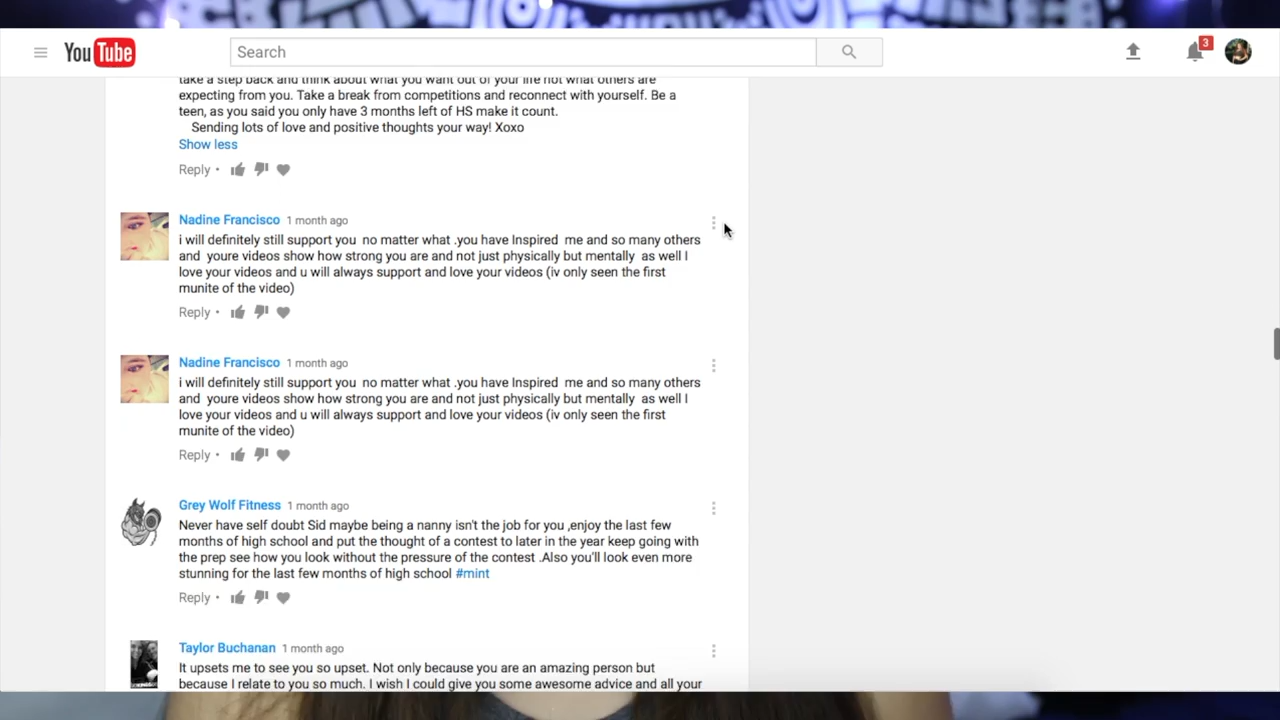 YouTube
Search
3
take a step back and think about what you want out of your life not what others are
expecting from you. Take a break from competitions and reconnect with yourself. Be a
teen, as you said you only have 3 months left of HS make it count.
Sending lots of love and positive thoughts your way! Xoxo
Show less
Reply •
Nadine Francisco 1 month ago
i will definitely still support you no matter what .you have Inspired me and so many others
and youre videos show how strong you are and not just physically but mentally as well I
love your videos and u will always support and love your videos (iv only seen the first
munite of the video)
Reply •
Nadine Francisco 1 month ago
i will definitely still support you no matter what .you have Inspired me and so many others
and youre videos show how strong you are and not just physically but mentally as well I
love your videos and u will always support and love your videos (iv only seen the first
munite of the video)
Reply •
Grey Wolf Fitness 1 month ago
Never have self doubt Sid maybe being a nanny isn't the job for you ,enjoy the last few
months of high school and put the thought of a contest to later in the year keep going with
the prep see how you look without the pressure of the contest .Also you'll look even more
stunning for the last few months of high school #mint
Reply •
Taylor Buchanan 1 month ago
It upsets me to see you so upset. Not only because you are an amazing person but
because I relate to you so much. I wish I could give you some awesome advice and all your